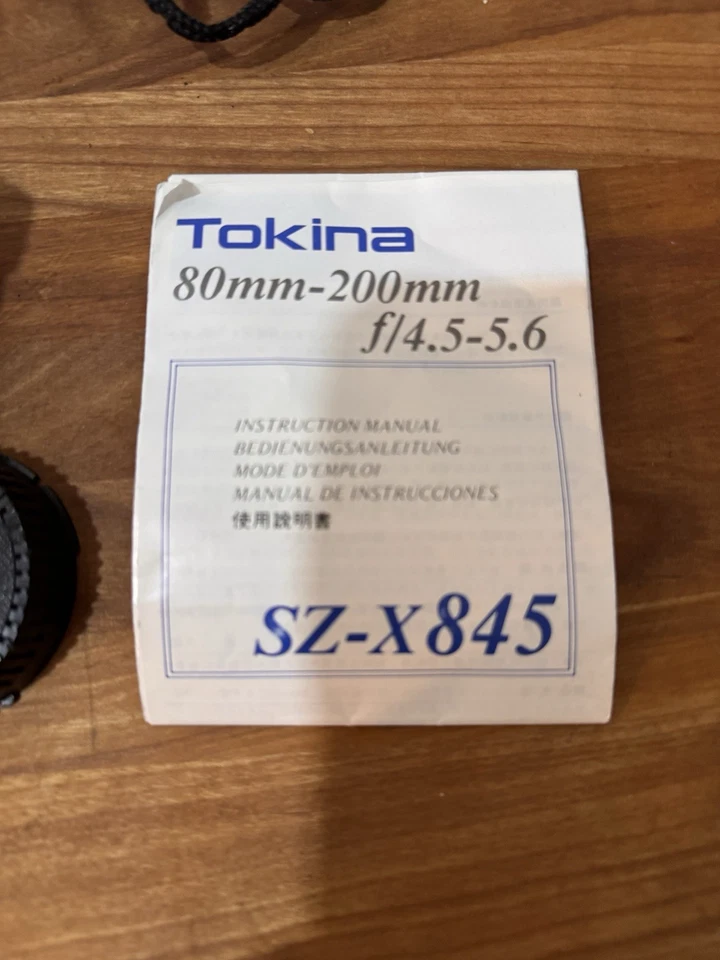 Tokina
80mm-200mm
f/4.5-5.6
INSTRUCTION MANUAL
BEDIENUNGSANLEITUNG
MODE D'EMPLOI
MANUAL DE INSTRUCCIONES
使用說明書
SZ-X845